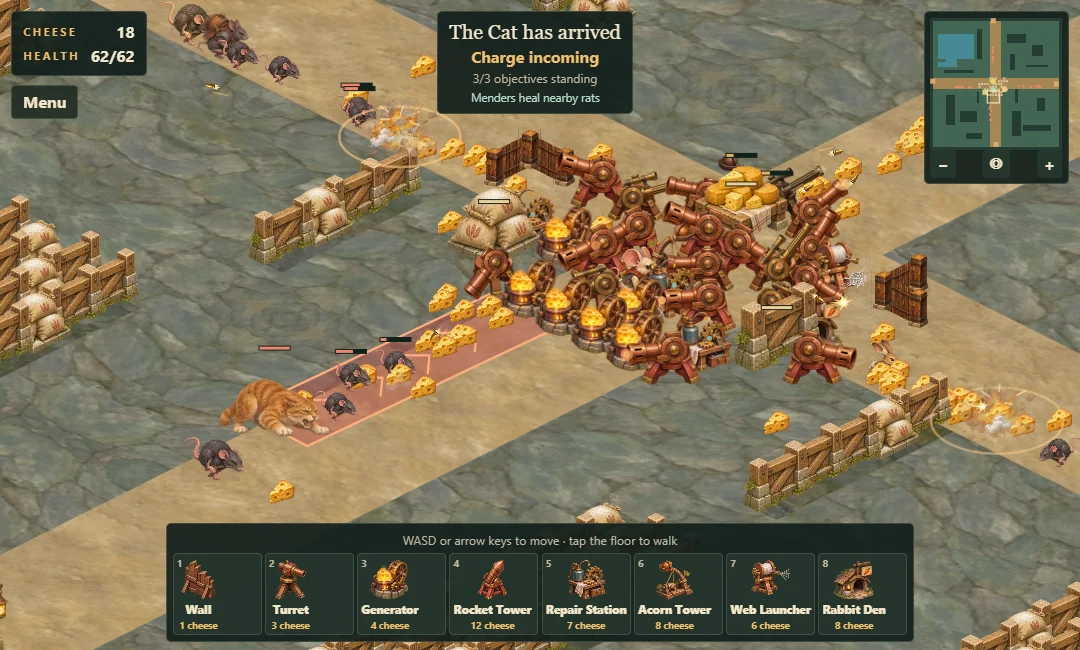 CHEESE 18
HEALTH 62/62
Menu
The Cat has arrived
Charge incoming
3/3 objectives standing
Menders heal nearby rats
− +
WASD or arrow keys to move · tap the floor to walk
1
Wall
1 cheese
2
Turret
3 cheese
3
Generator
4 cheese
4
Rocket Tower
12 cheese
5
Repair Station
7 cheese
6
Acorn Tower
8 cheese
7
Web Launcher
6 cheese
8
Rabbit Den
8 cheese